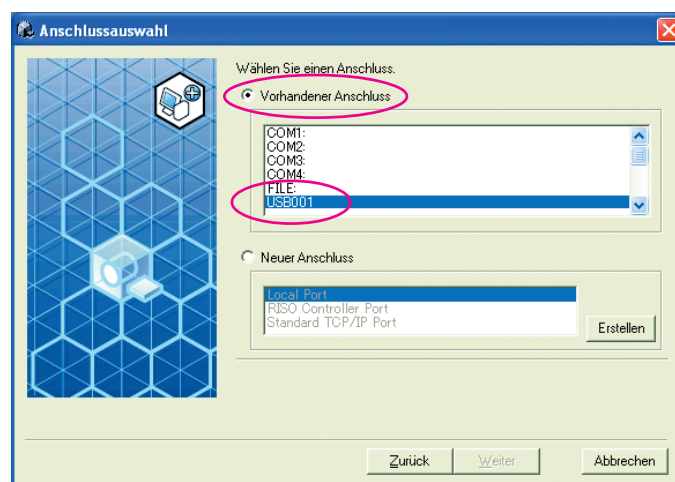 Anschlussauswahl
Wählen Sie einen Anschluss.
Vorhandener Anschluss
COM1:
COM2:
COM3:
COM4:
FILE:
USB001
Neuer Anschluss
Local Port
RISO Controller Port
Standard TCP/IP Port
Erstellen
Zurück Weiter Abbrechen